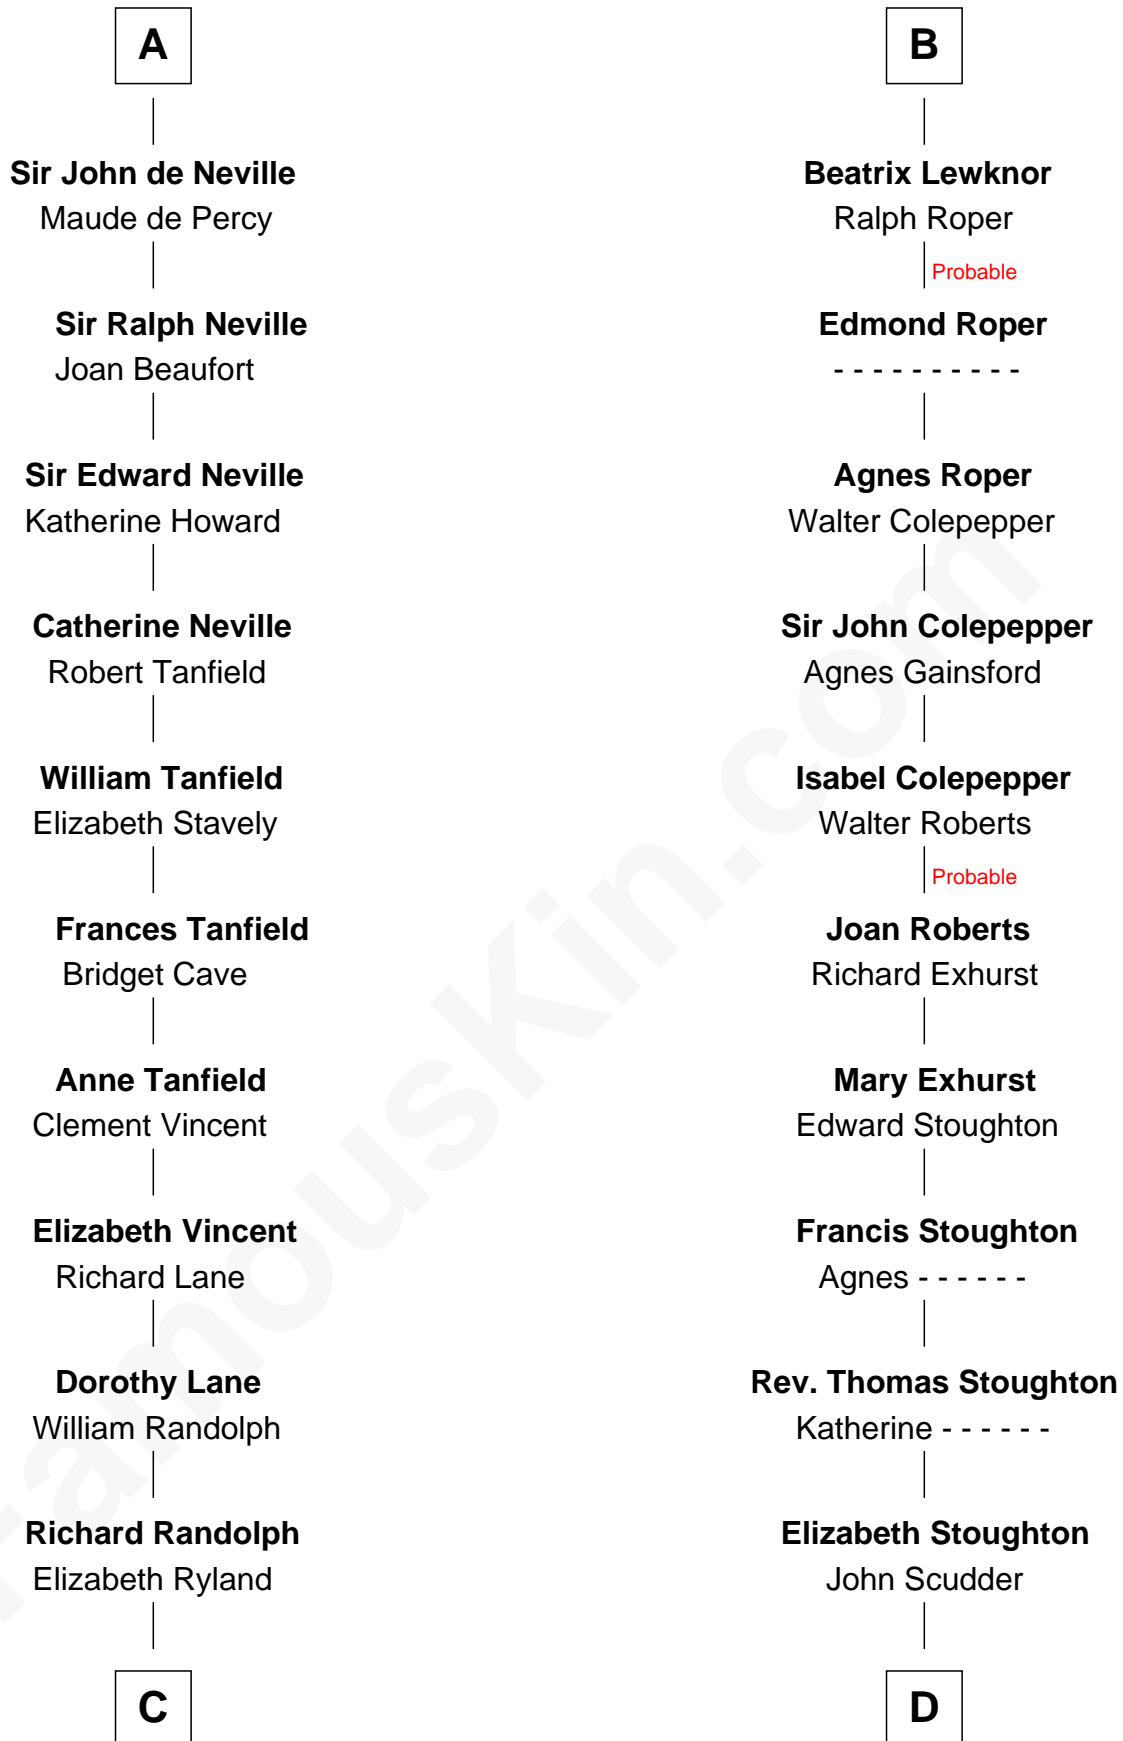 A
Sir John de Neville
Maude de Percy
Sir Ralph Neville
Joan Beaufort
Sir Edward Neville
Katherine Howard
Catherine Neville
Robert Tanfield
William Tanfield
Elizabeth Stavely
Frances Tanfield
Bridget Cave
Anne Tanfield
Clement Vincent
Elizabeth Vincent
Richard Lane
Dorothy Lane
William Randolph
Richard Randolph
Elizabeth Ryland
C
B
Beatrix Lewknor
Ralph Roper
Probable
Edmond Roper
- - - - - - - - - -
Agnes Roper
Walter Colepepper
Sir John Colepepper
Agnes Gainsford
Isabel Colepepper
Walter Roberts
Probable
Joan Roberts
Richard Exhurst
Mary Exhurst
Edward Stoughton
Francis Stoughton
Agnes - - - - - -
Rev. Thomas Stoughton
Katherine - - - - - -
Elizabeth Stoughton
John Scudder
D
FamousKin.com